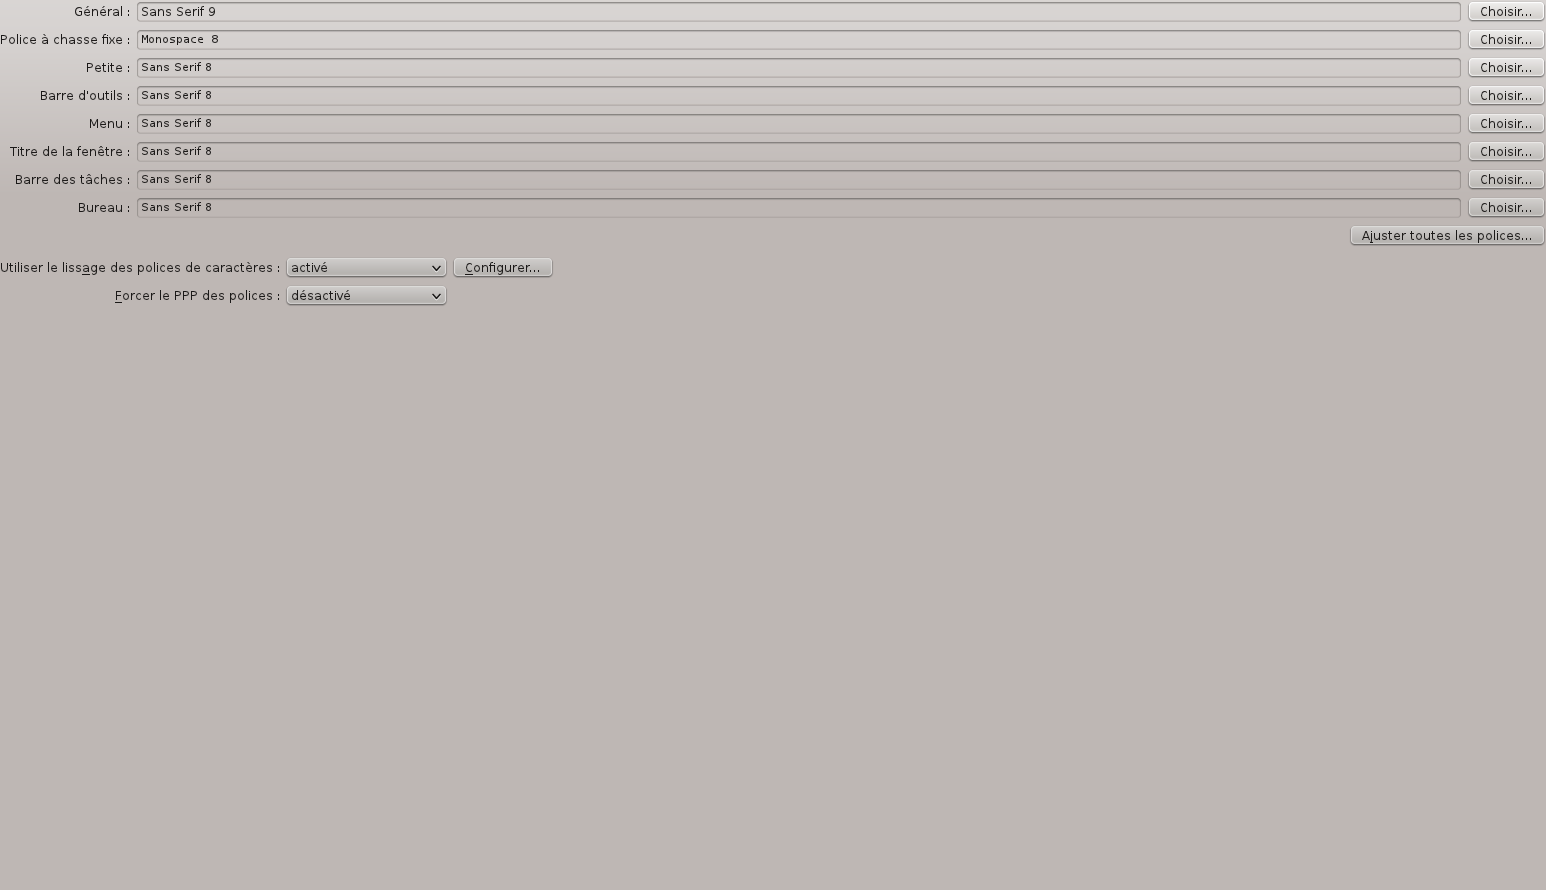 Général : Sans Serif 9 Choisir...
Police à chasse fixe : Monospace 8 Choisir...
Petite : Sans Serif 8 Choisir...
Barre d'outils : Sans Serif 8 Choisir...
Menu : Sans Serif 8 Choisir...
Titre de la fenêtre : Sans Serif 8 Choisir...
Barre des tâches : Sans Serif 8 Choisir...
Bureau : Sans Serif 8 Choisir...
Ajuster toutes les polices...
Utiliser le lissage des polices de caractères : activé Configurer...
Forcer le PPP des polices : désactivé